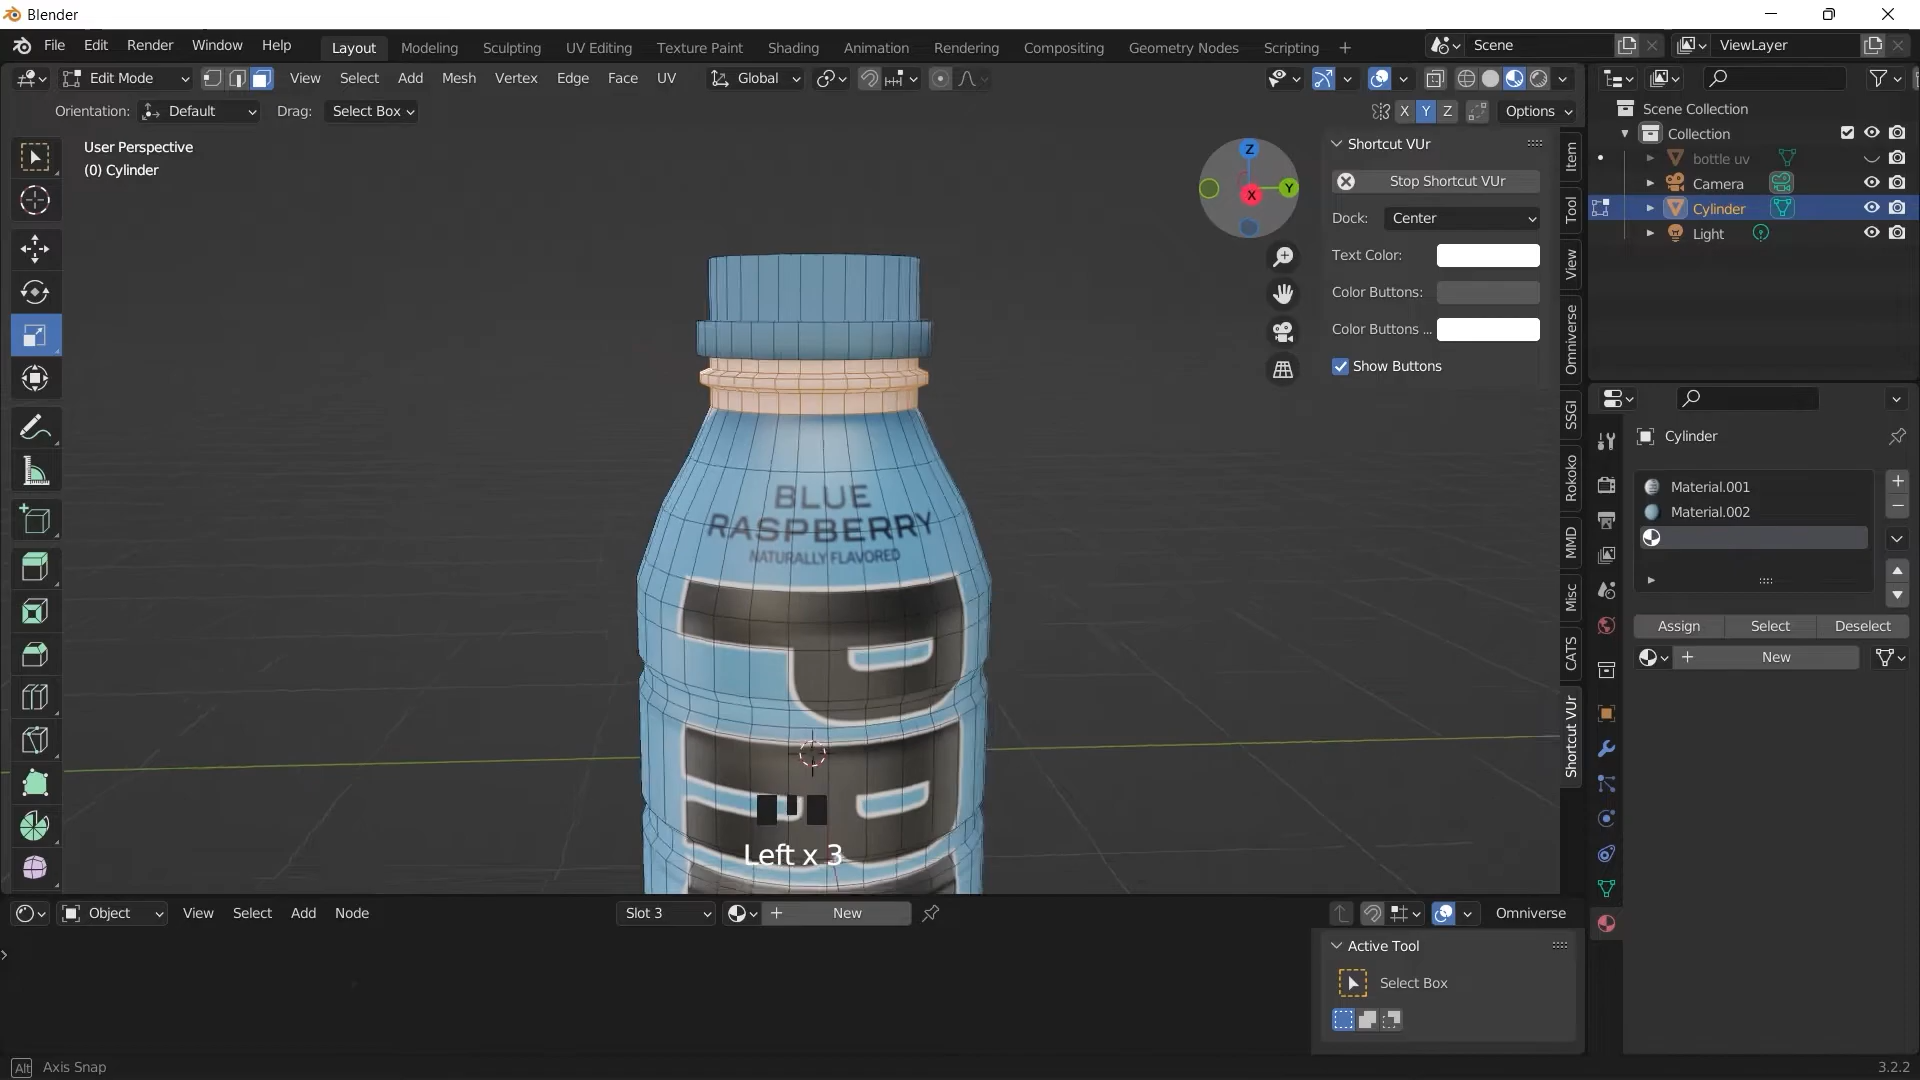 Blender
File Edit Render Window Help
Layout Modeling Sculpting UV Editing Texture Paint Shading Animation Rendering Compositing Geometry Nodes Scripting +
Scene
ViewLayer
Edit Mode View Select Add Mesh Vertex Edge Face UV Global
Orientation: Default Drag: Select Box
X Y Z Options
User Perspective
(0) Cylinder
Z
Y
X
Shortcut VUr
Stop Shortcut VUr
Dock: Center
Text Color:
Color Buttons:
Color Buttons ...
Show Buttons
Item
Tool
View
Omniverse
SSGI
Rokoko
MMD
Misc
CATS
Shortcut VUr
Scene Collection
Collection
bottle uv
Camera
Cylinder
Light
Cylinder
Material.001
Material.002
Assign Select Deselect
New
BLUE
RASPBERRY
NATURALLY FLAVORED
Left x 3
Object View Select Add Node
Slot 3
New
Omniverse
Active Tool
Select Box
Alt Axis Snap
3.2.2